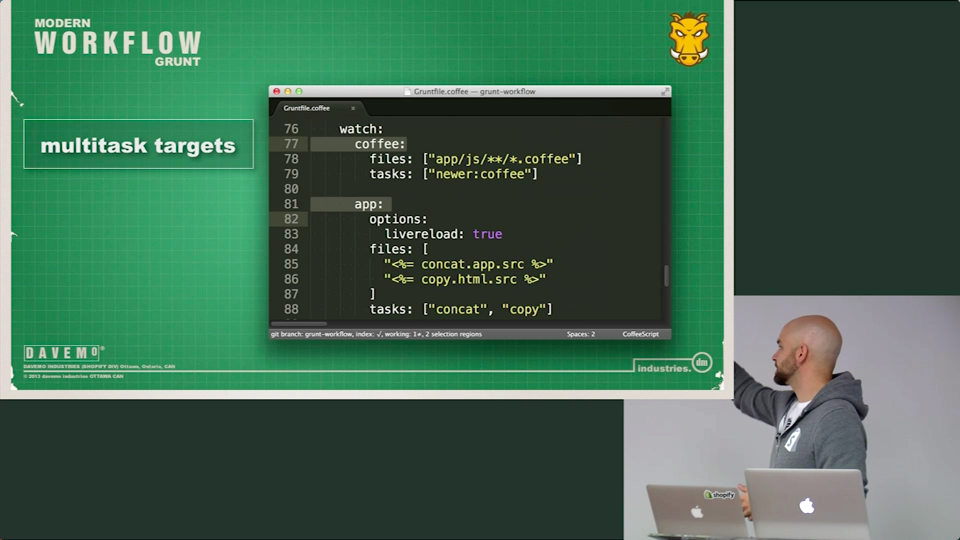 MODERN
WORKFLOW
GRUNT
multitask targets
Gruntfile.coffee — grunt-workflow
Gruntfile.coffee ×
76 watch:
77 coffee:
78 files: ["app/js/**/*.coffee"]
79 tasks: ["newer:coffee"]
80
81 app:
82 options:
83 livereload: true
84 files: [
85 "<%= concat.app.src %>"
86 "<%= copy.html.src %>"
87 ]
88 tasks: ["concat", "copy"]
git branch: grunt-workflow, index: √, working: 1≠, 2 selection regions
Spaces: 2
CoffeeScript
DAVEMO®
DAVEMO INDUSTRIES (SHOPIFY DIV) Ottawa, Ontario, CAN
© 2013 davemo industries OTTAWA CAN
industries. dm
shopify